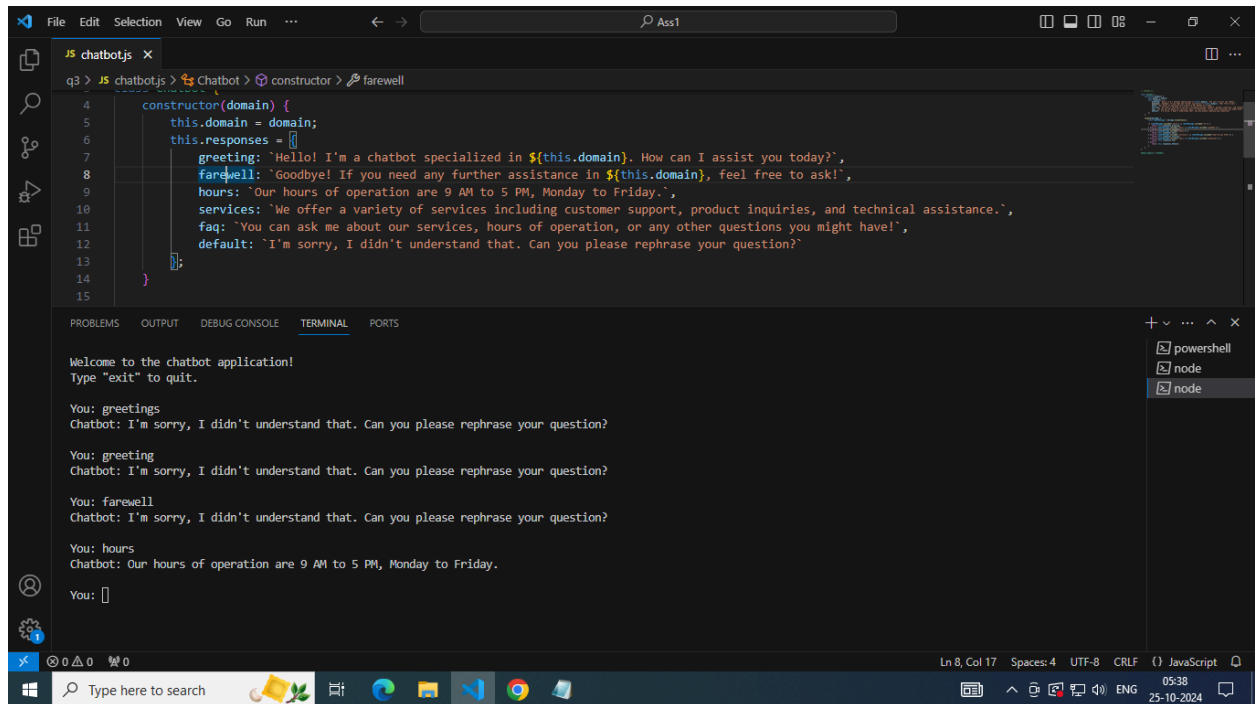 File Edit Selection View Go Run ··· Ass1
JS chatbot.js
q3 > JS chatbot.js > Chatbot > constructor > farewell
4 constructor(domain) {
5 this.domain = domain;
6 this.responses = {
7 greeting: `Hello! I'm a chatbot specialized in ${this.domain}. How can I assist you today?`,
8 farewell: `Goodbye! If you need any further assistance in ${this.domain}, feel free to ask!`,
9 hours: `Our hours of operation are 9 AM to 5 PM, Monday to Friday.`,
10 services: `We offer a variety of services including customer support, product inquiries, and technical assistance.`,
11 faq: `You can ask me about our services, hours of operation, or any other questions you might have!`,
12 default: `I'm sorry, I didn't understand that. Can you please rephrase your question?`
13 };
14 }
15
PROBLEMS OUTPUT DEBUG CONSOLE TERMINAL PORTS
powershell
node
node
Welcome to the chatbot application!
Type "exit" to quit.
You: greetings
Chatbot: I'm sorry, I didn't understand that. Can you please rephrase your question?
You: greeting
Chatbot: I'm sorry, I didn't understand that. Can you please rephrase your question?
You: farewell
Chatbot: I'm sorry, I didn't understand that. Can you please rephrase your question?
You: hours
Chatbot: Our hours of operation are 9 AM to 5 PM, Monday to Friday.
You:
1
0 0 0 Ln 8, Col 17 Spaces: 4 UTF-8 CRLF {} JavaScript
Type here to search ENG 05:38
25-10-2024